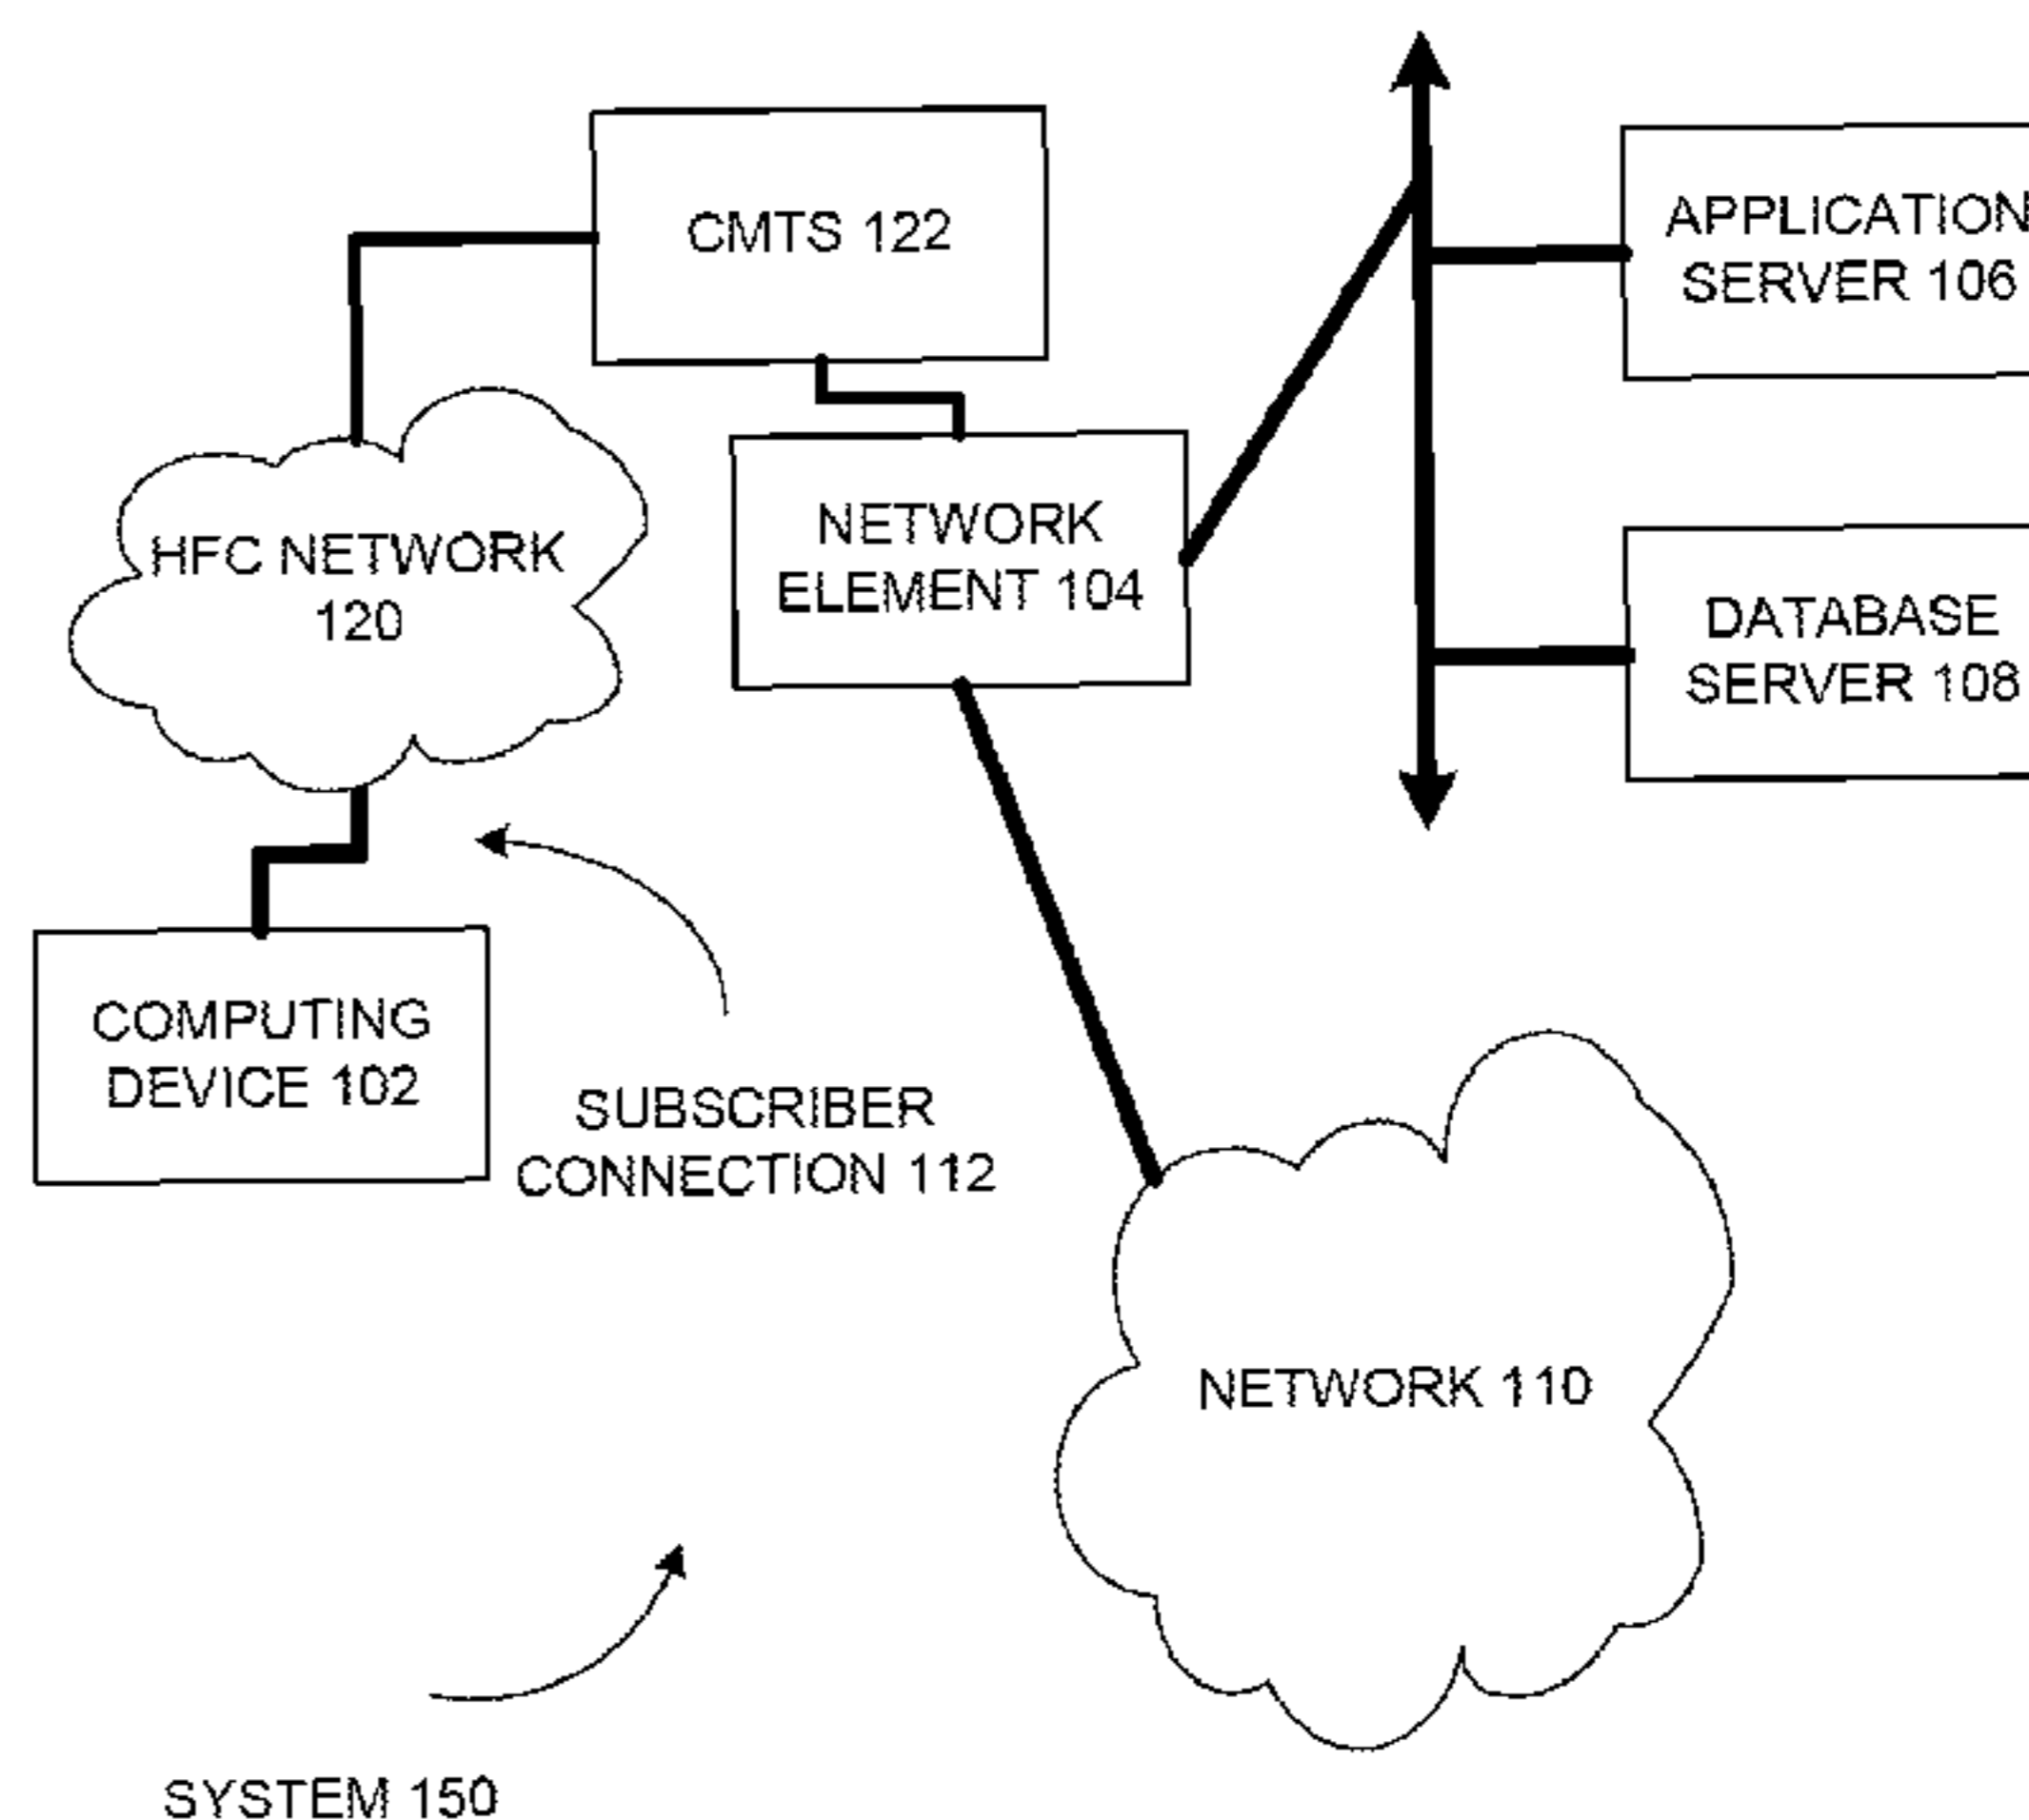 CMTS 122
APPLICATION
SERVER 106
HFC NETWORK
120
NETWORK
ELEMENT 104
DATABASE
SERVER 108
COMPUTING
DEVICE 102
SUBSCRIBER
CONNECTION 112
NETWORK 110
SYSTEM 150